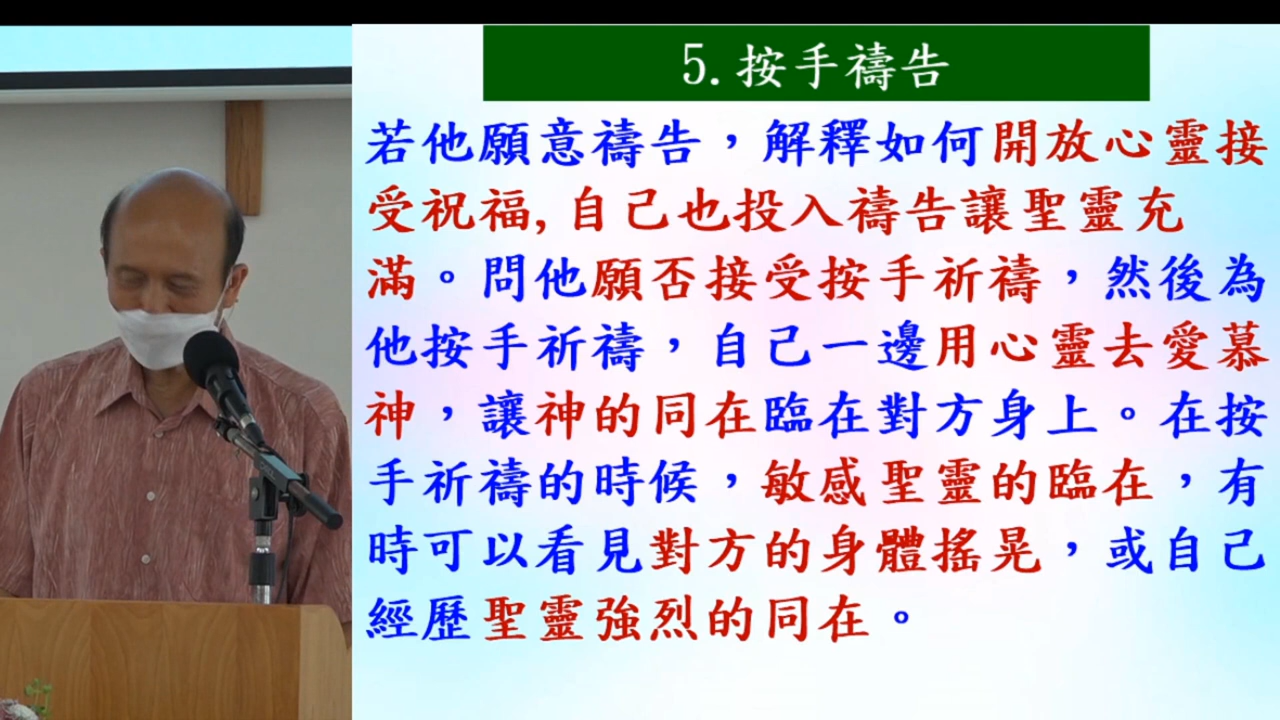 5.按手禱告
若他願意禱告，解釋如何開放心靈接
受祝福,自己也投入禱告讓聖靈充
滿。問他願否接受按手祈禱，然後為
他按手祈禱，自己一邊用心靈去愛慕
神，讓神的同在臨在對方身上。在按
手祈禱的時候，敏感聖靈的臨在，有
時可以看見對方的身體搖晃，或自己
經歷聖靈強烈的同在。